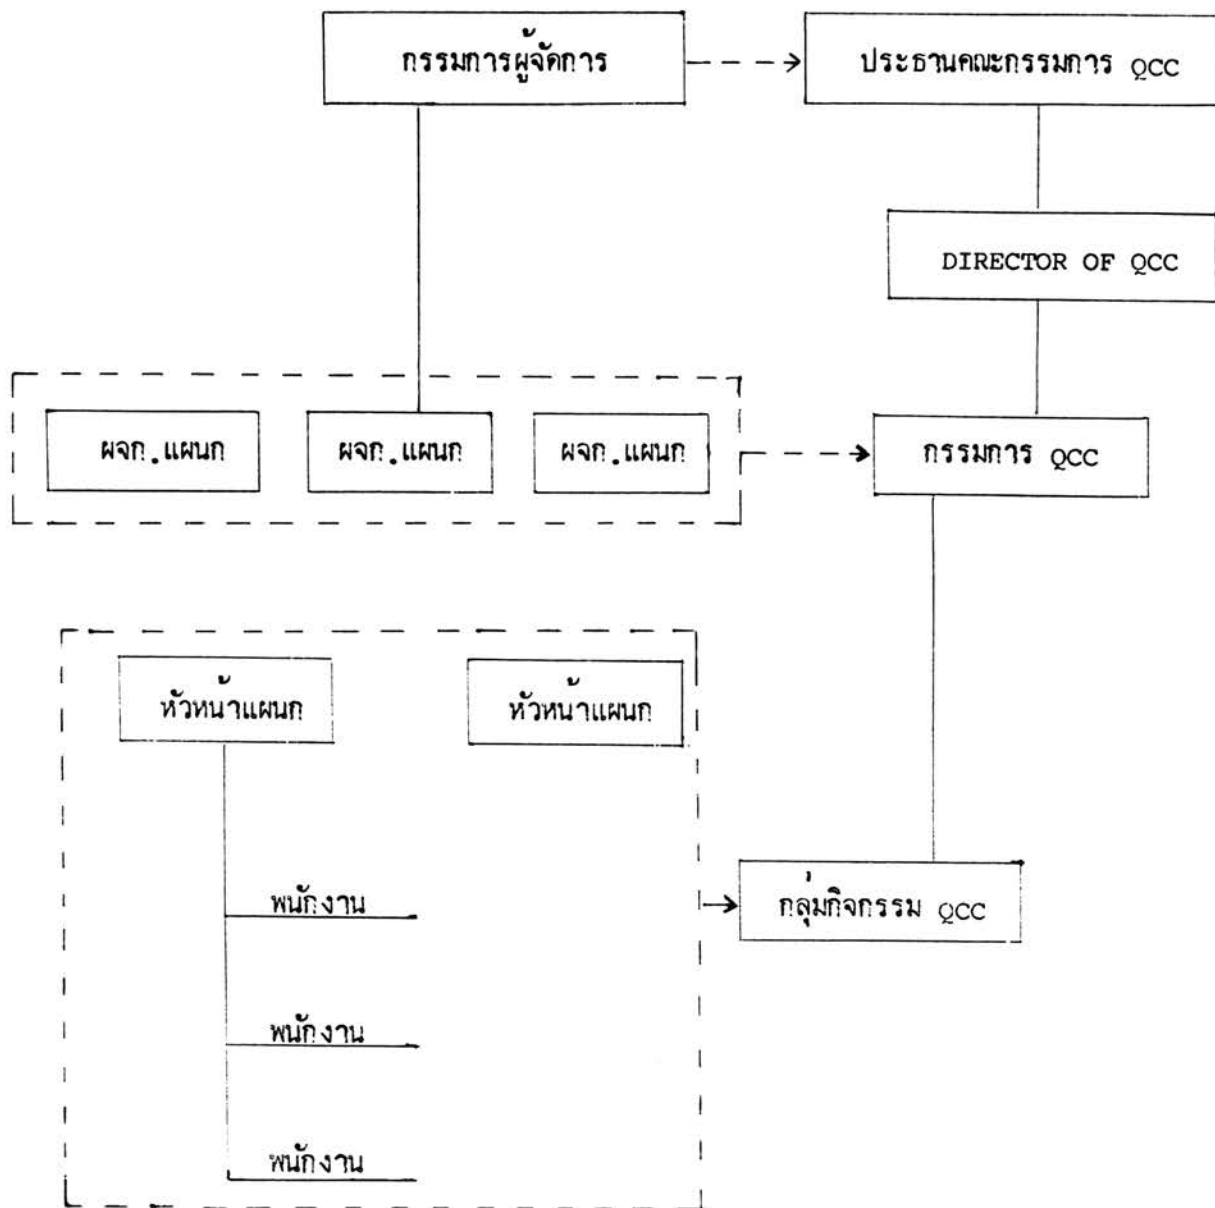 กรรมการผู้จัดการ
ประธานคณะกรรมการ QCC
DIRECTOR OF QCC
ผจก.แผนก
ผจก.แผนก
ผจก.แผนก
กรรมการ QCC
หัวหน้าแผนก
หัวหน้าแผนก
พนักงาน
กลุ่มกิจกรรม QCC
พนักงาน
พนักงาน